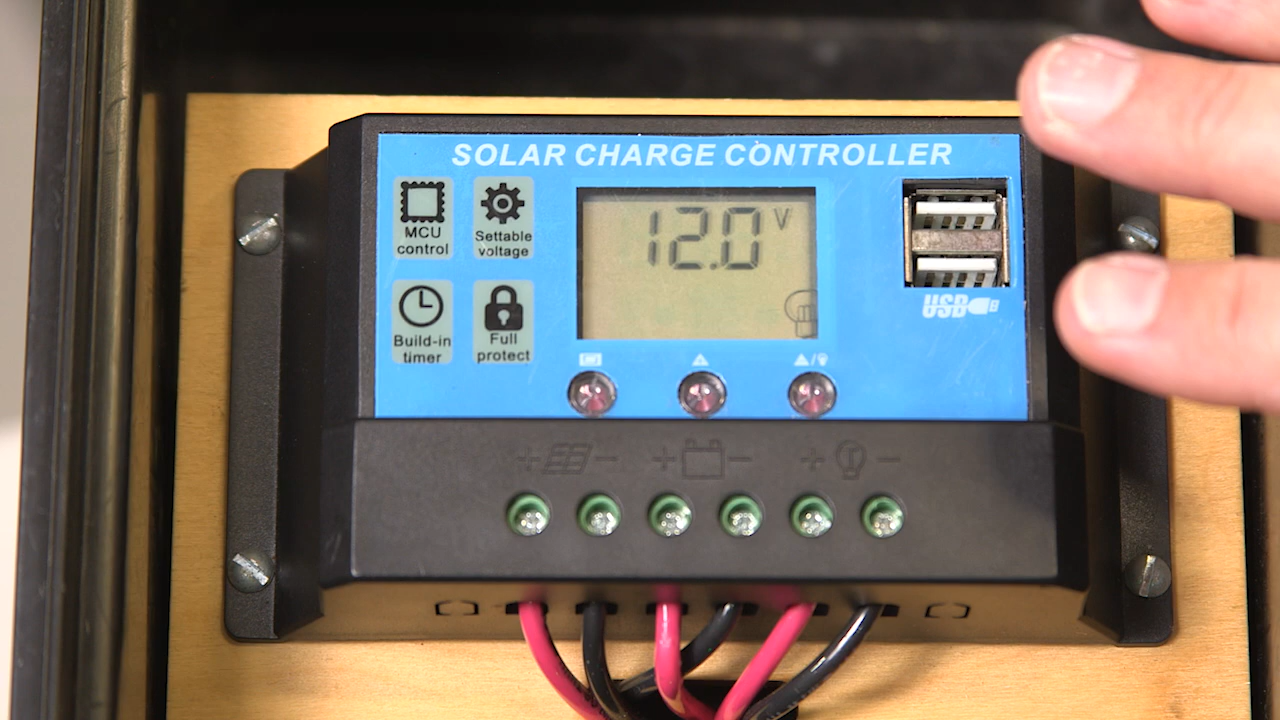 SOLAR CHARGE CONTROLLER
MCU
control
Settable
voltage
12.0 V
Build-in
timer
Full
protect
USB